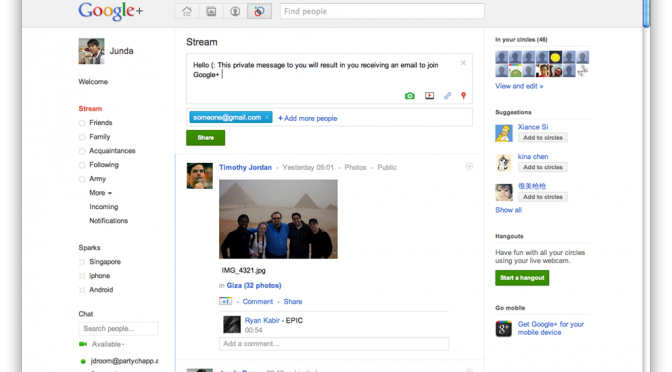 Google+
Find people
Junda
Welcome
Stream
Friends
Family
Acquaintances
Following
Army
More
Incoming
Notifications
Sparks
Singapore
iphone
Android
Chat
Search people...
Available
jdroom@partychapp.a
Stream
Hello (: This private message to you will result in you receiving an email to join
Google+
someone@gmail.com
+ Add more people
Share
Timothy Jordan - Yesterday 05:01 - Photos - Public
IMG_4321.jpg
in Giza (32 photos)
+1 - Comment - Share
Ryan Kabir - EPIC
00:54
Add a comment...
In your circles (46)
View and edit »
Suggestions
Xiance Si
Add to circles
kina chen
Add to circles
很美枪枪
Add to circles
Show all
Hangouts
Have fun with all your circles
using your live webcam.
Start a hangout
Go mobile
Get Google+ for your
mobile device